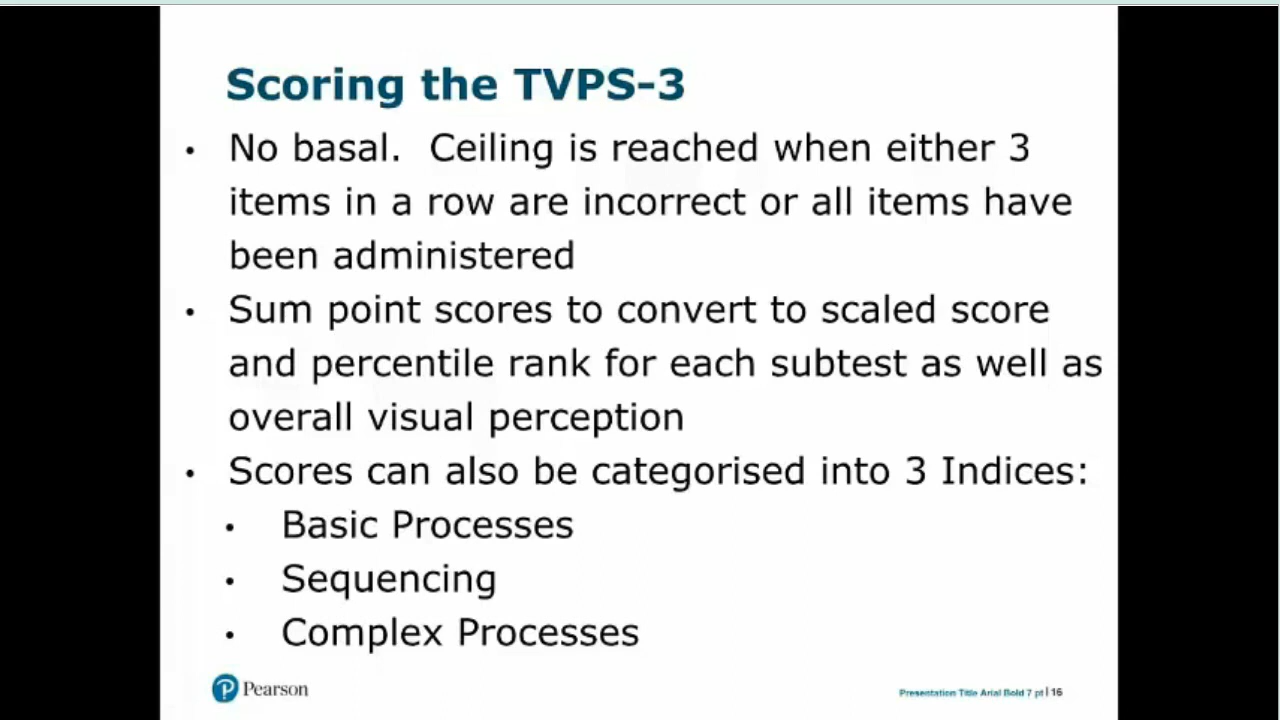 Scoring the TVPS-3
• No basal.  Ceiling is reached when either 3
items in a row are incorrect or all items have
been administered
• Sum point scores to convert to scaled score
and percentile rank for each subtest as well as
overall visual perception
• Scores can also be categorised into 3 Indices:
• Basic Processes
• Sequencing
• Complex Processes
Pearson
Presentation Title Arial Bold 7 pt | 16